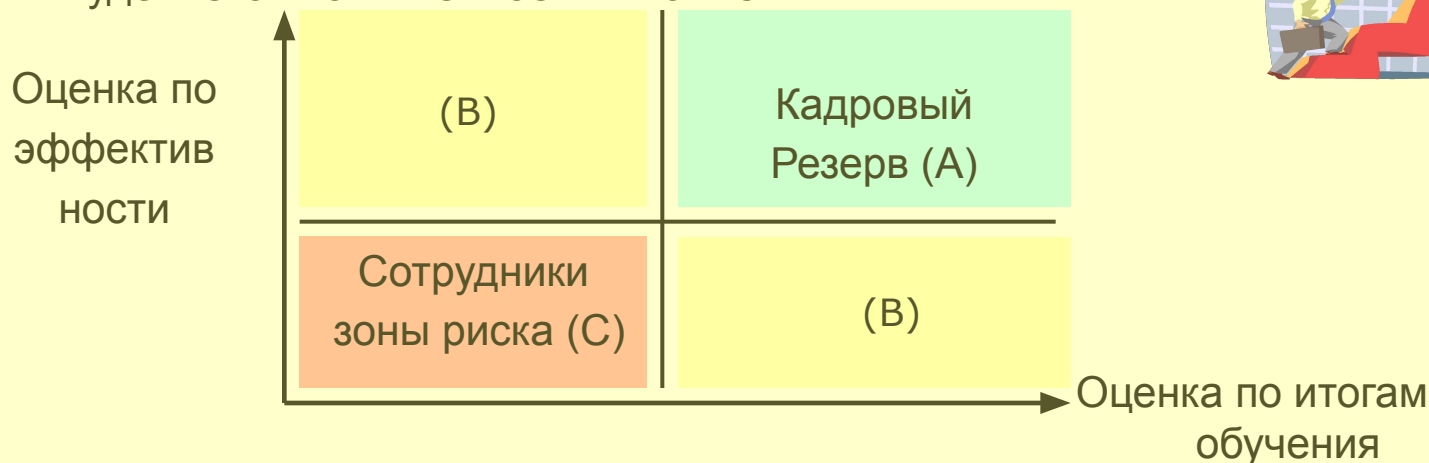 Оценка по
эффектив
ности
(В)
Кадровый
Резерв (А)
Сотрудники
зоны риска (С)
(В)
Оценка по итогам
обучения